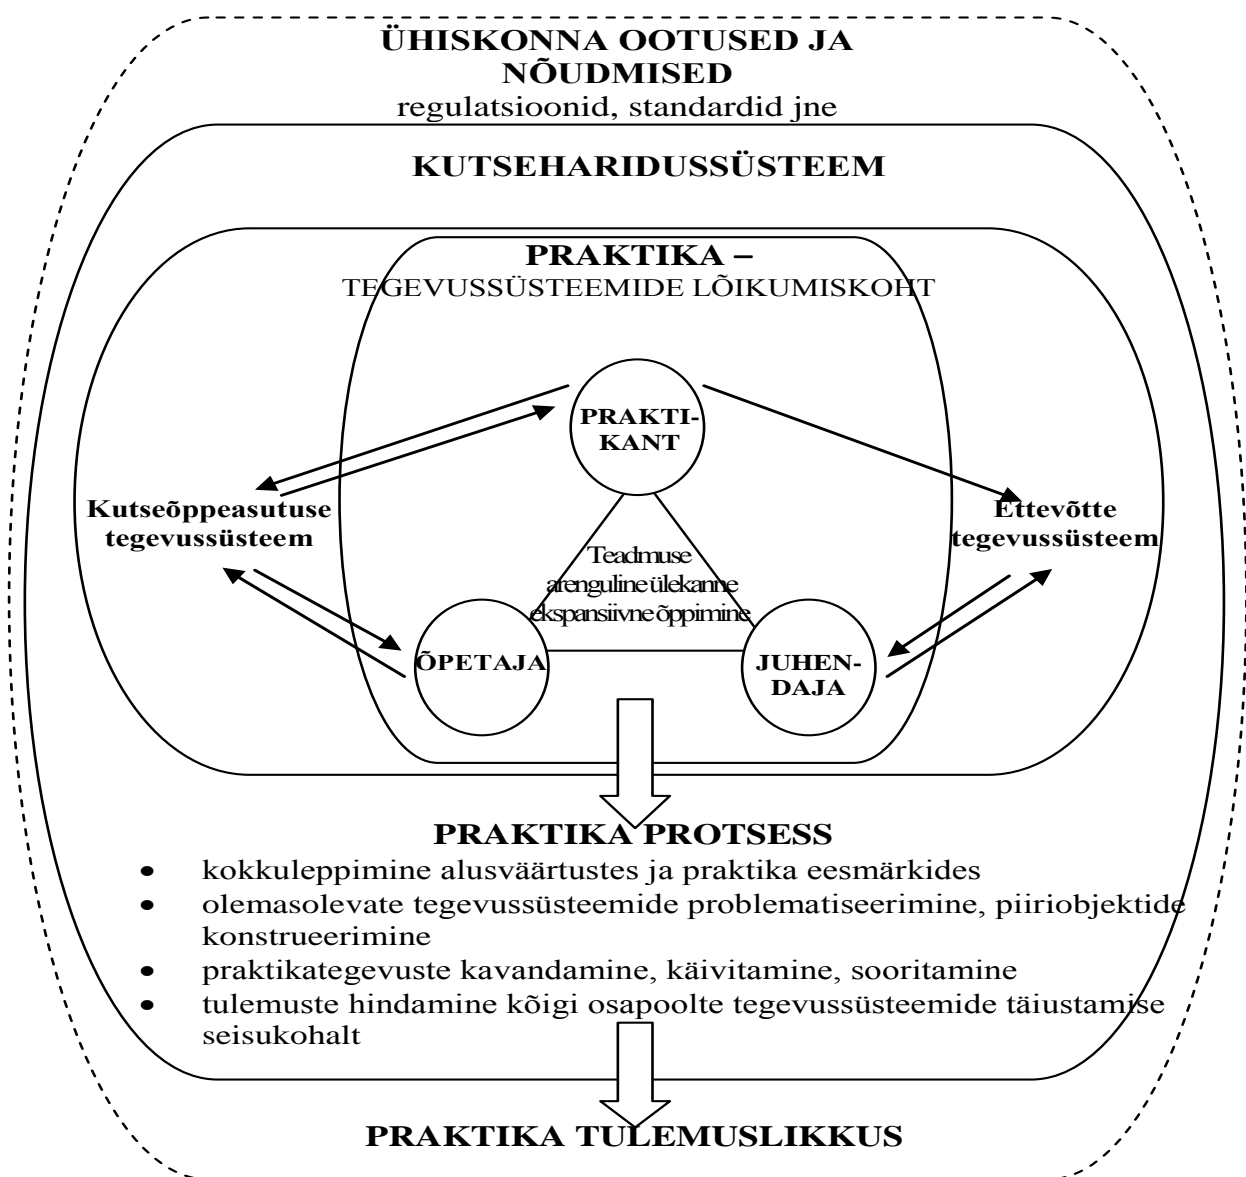 ÜHISKONNA OOTUSED JA
NÕUDMISED
regulatsioonid, standardid jne
KUTSEHARIDUSSÜSTEEM
PRAKTIKA –
TEGEVUSSÜSTEEMIDE LÕIKUMISKOHT
PRAKTI-
KANT
Kutseõppeasutuse
tegevussüsteem
Ettevõtte
tegevussüsteem
Teadmuse
arenguline ülekanne
ekspansiivne õppimine
ÕPETAJA
JUHEN-
DAJA
PRAKTIKA PROTSESS
• kokkuleppimine alusväärtustes ja praktika eesmärkides
• olemasolevate tegevussüsteemide problematiseerimine, piiriobjektide
konstrueerimine
• praktikategevuste kavandamine, käivitamine, sooritamine
• tulemuste hindamine kõigi osapoolte tegevussüsteemide täiustamise
seisukohalt
PRAKTIKA TULEMUSLIKKUS